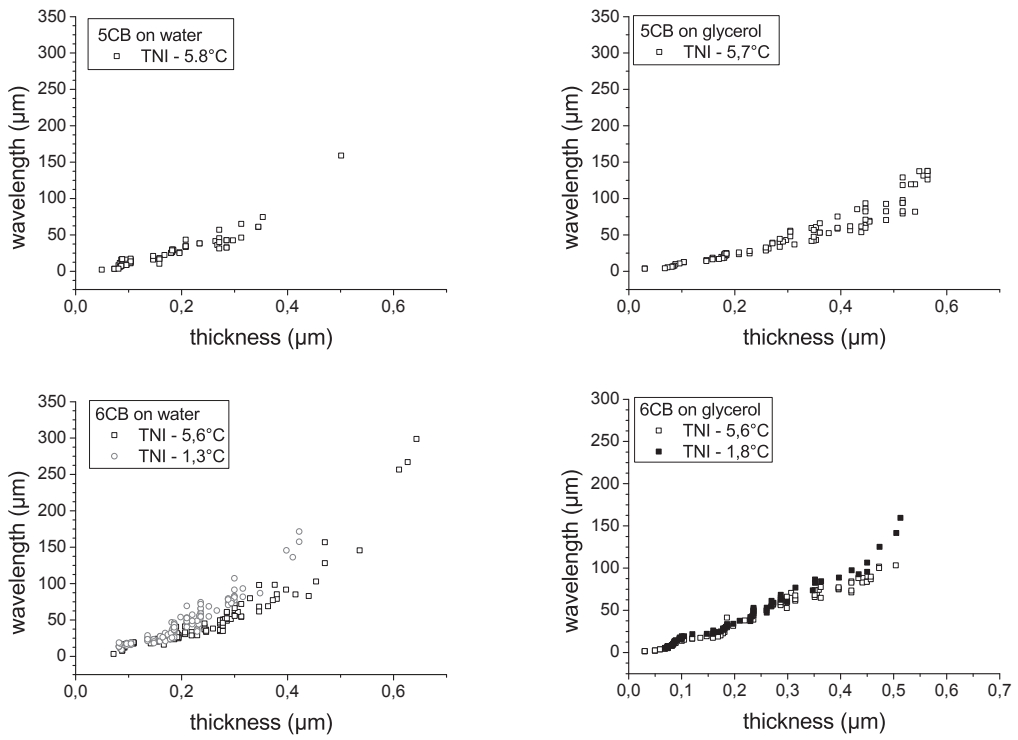 350
300
250
200
150
100
50
0
wavelength (µm)
5CB on water
TNI - 5.8°C
0,0 0,2 0,4 0,6
thickness (µm)
350
300
250
200
150
100
50
0
wavelength (µm)
5CB on glycerol
TNI - 5,7°C
0,0 0,2 0,4 0,6
thickness (µm)
350
300
250
200
150
100
50
0
wavelength (µm)
6CB on water
TNI - 5,6°C
TNI - 1,3°C
0,0 0,2 0,4 0,6
thickness (µm)
300
250
200
150
100
50
0
wavelength (µm)
6CB on glycerol
TNI - 5,6°C
TNI - 1,8°C
0,0 0,1 0,2 0,3 0,4 0,5 0,6 0,7
thickness (µm)